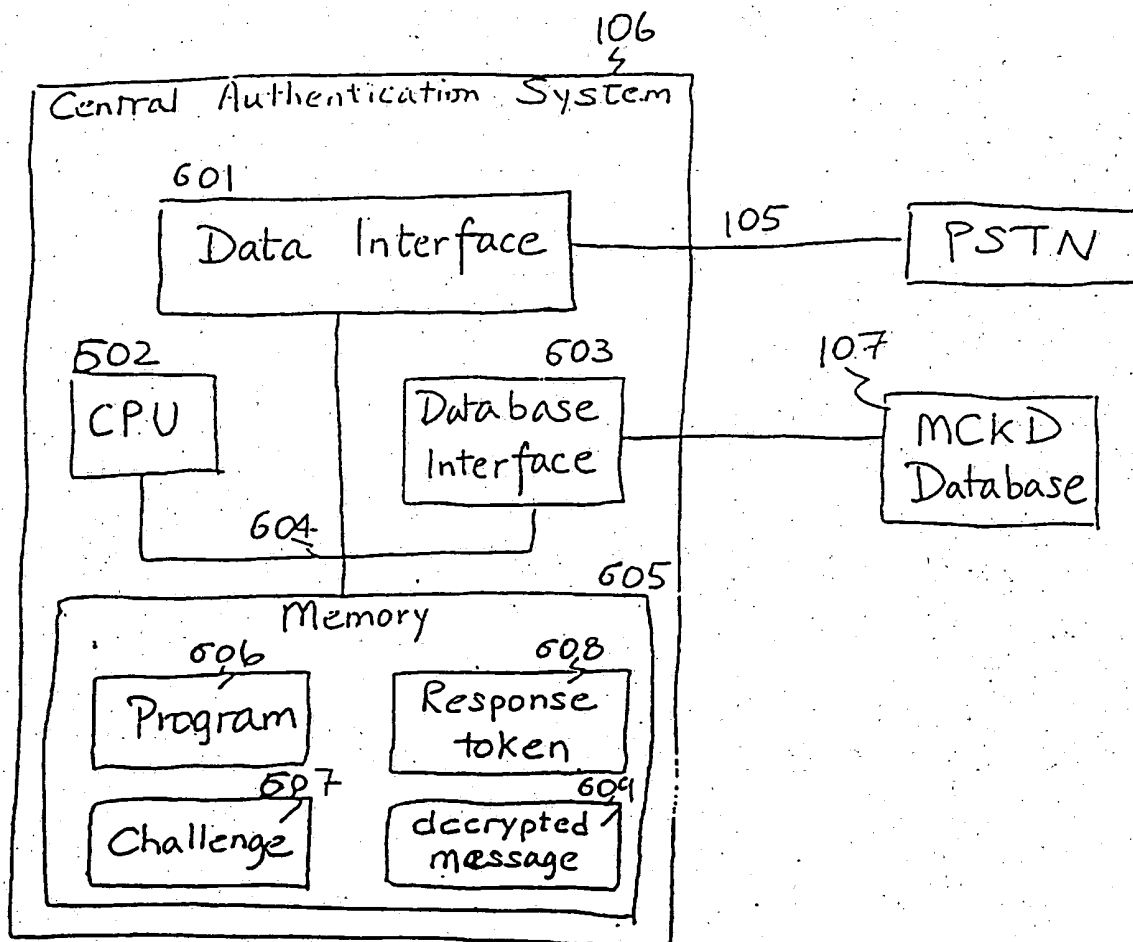 106
Central Authentication System
601
Data Interface
105
PSTN
602
CPU
603
Database
Interface
107
MCKD
Database
604
605
Memory
606
Program
608
Response
token
607
Challenge
609
decrypted
message